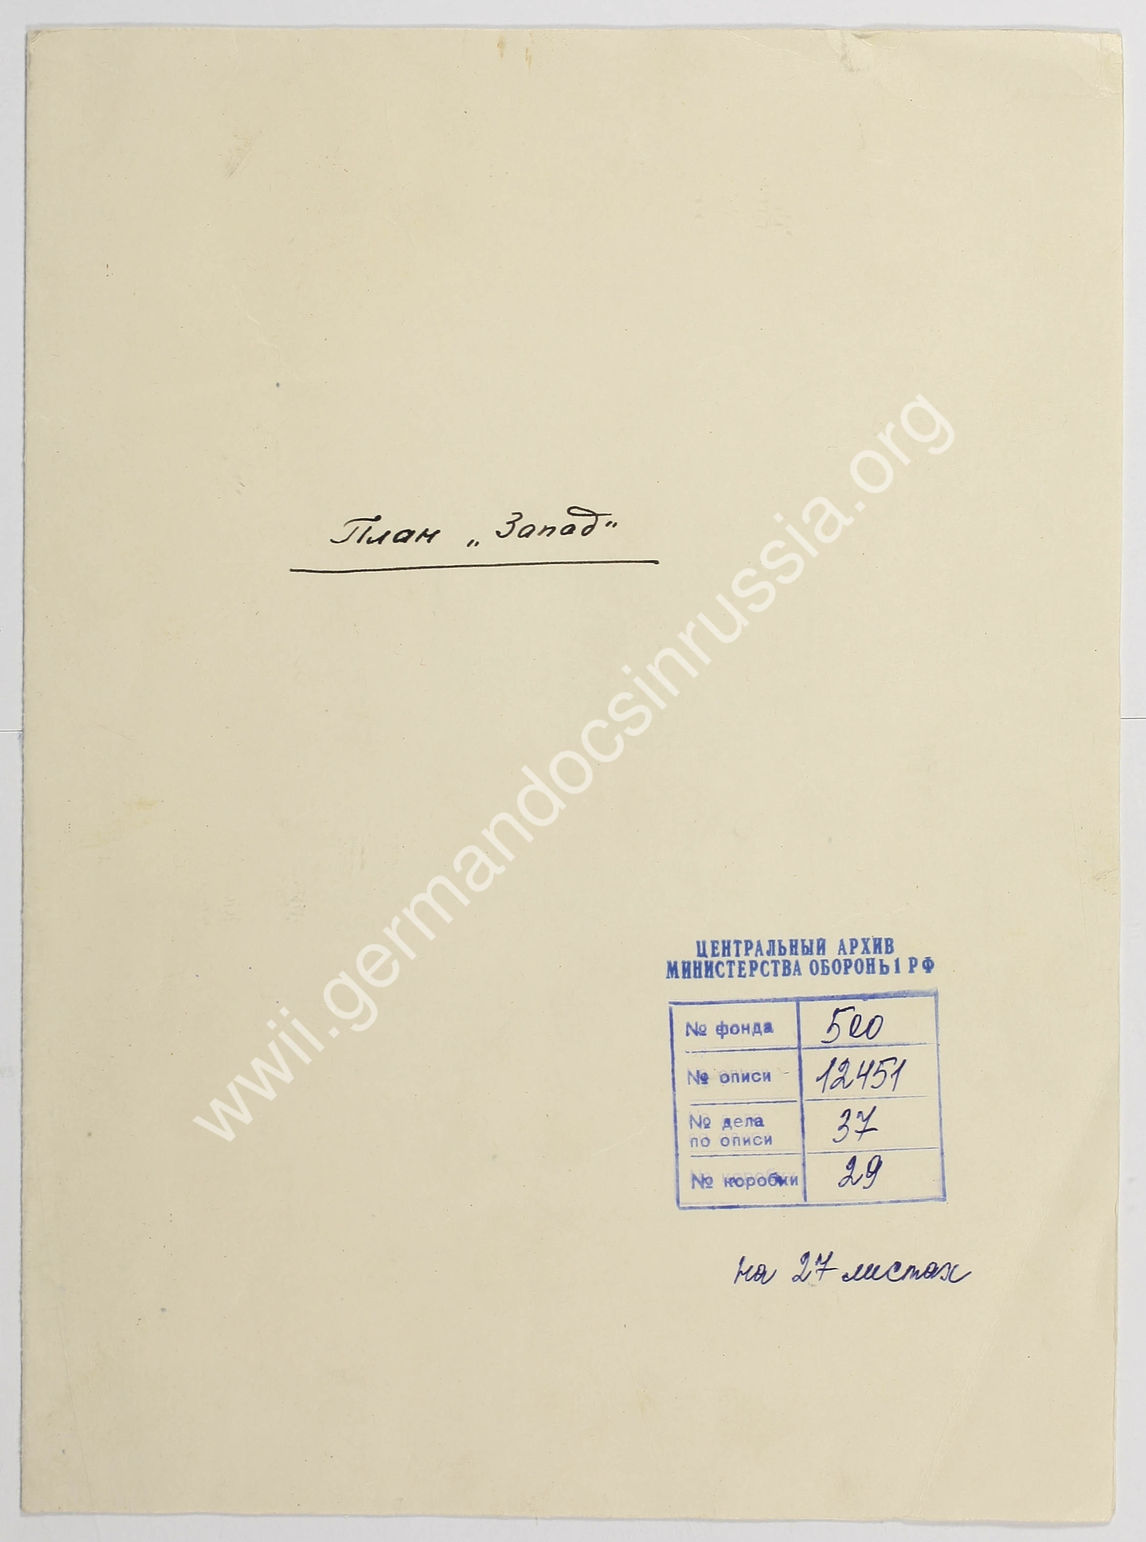 План „Запад"
wwii.germandocsinrussia.org
ЦЕНТРАЛЬНЫЙ АРХИВ
МИНИСТЕРСТВА ОБОРОНЫ РФ
№ фонда 500
№ описи 12451
№ дела
по описи 37
№ коробки 29
на 27 листах